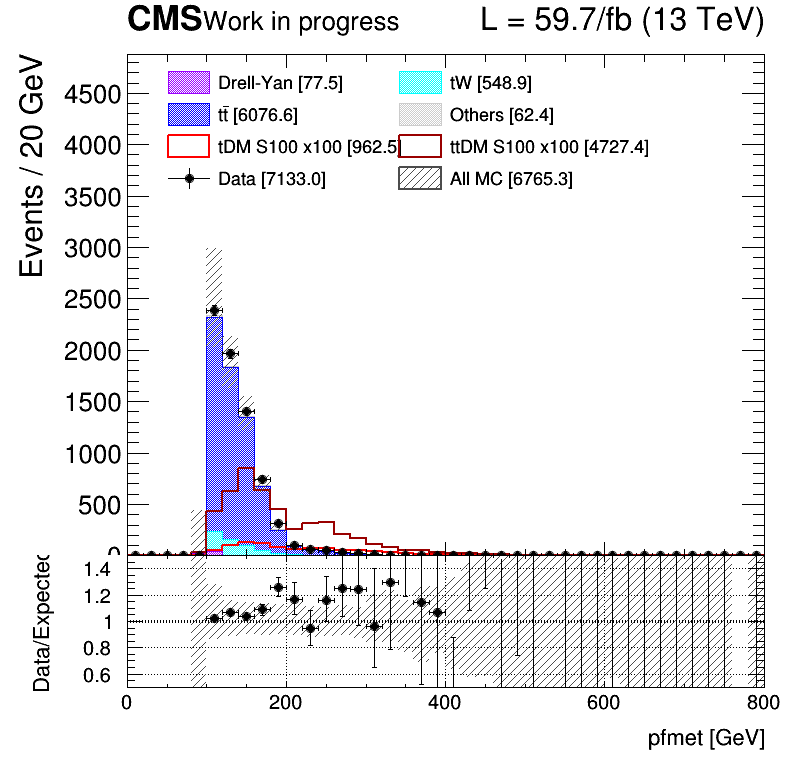 CMS Work in progress L = 59.7/fb (13 TeV)
Events / 20 GeV
Drell-Yan [77.5] tW [548.9]
tt̄ [6076.6] Others [62.4]
tDM S100 x100 [962.5] ttDM S100 x100 [4727.4]
Data [7133.0] All MC [6765.3]
4500
4000
3500
3000
2500
2000
1500
1000
500
0
Data/Expected
1.4
1.2
1
0.8
0.6
0 200 400 600 800
pfmet [GeV]